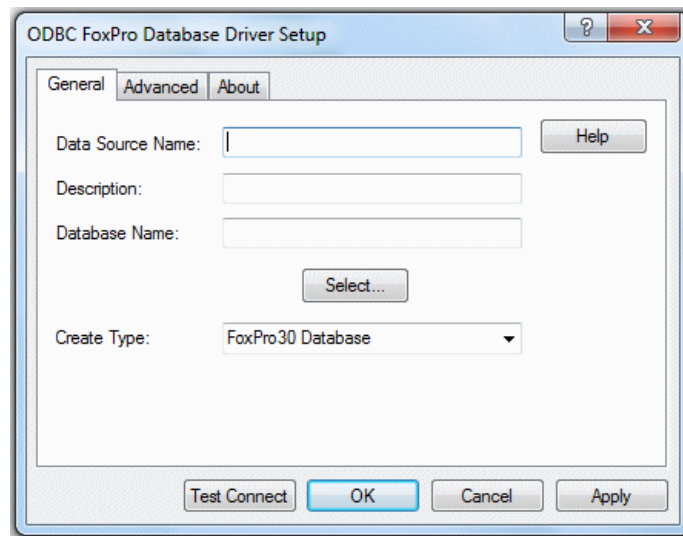 ODBC FoxPro Database Driver Setup
? X
General Advanced About
Data Source Name: Help
Description:
Database Name:
Select...
Create Type: FoxPro30 Database
Test Connect OK Cancel Apply